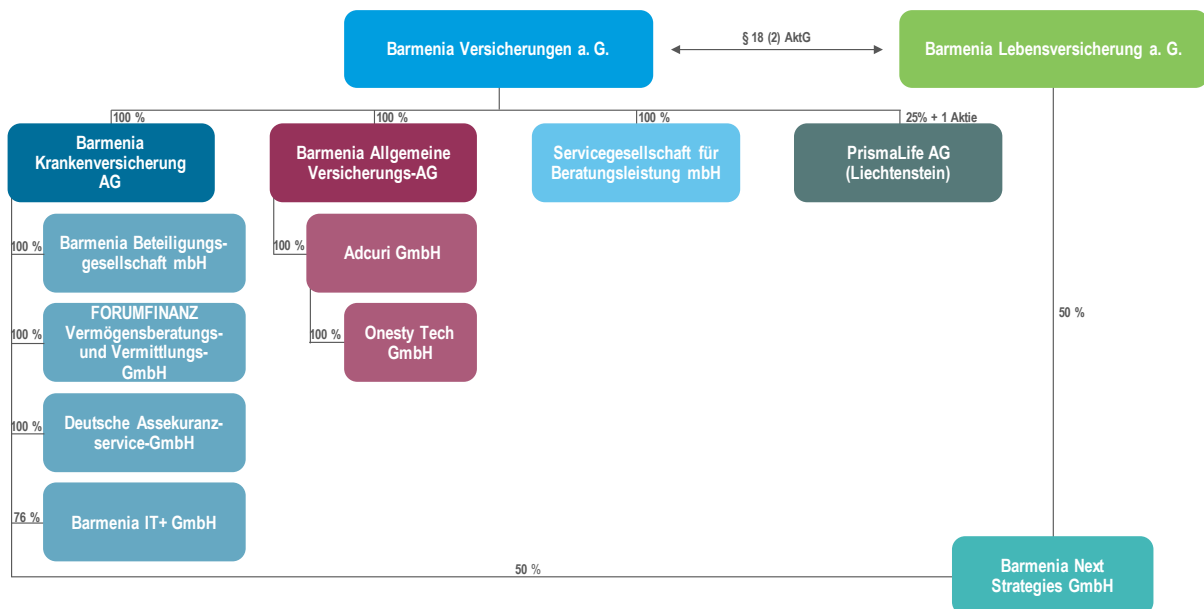 Barmenia Versicherungen a. G.
§ 18 (2) AktG
Barmenia Lebensversicherung a. G.
100 %
100 %
100 %
25% + 1 Aktie
Barmenia
Krankenversicherung
AG
Barmenia Allgemeine
Versicherungs-AG
Servicegesellschaft für
Beratungsleistung mbH
PrismaLife AG
(Liechtenstein)
100 %
Barmenia Beteiligungs-
gesellschaft mbH
100 %
Adcuri GmbH
100 %
FORUMFINANZ
Vermögensberatungs-
und Vermittlungs-
GmbH
100 %
Onesty Tech
GmbH
50 %
100 %
Deutsche Assekuranz-
service-GmbH
76 %
Barmenia IT+ GmbH
50 %
Barmenia Next
Strategies GmbH